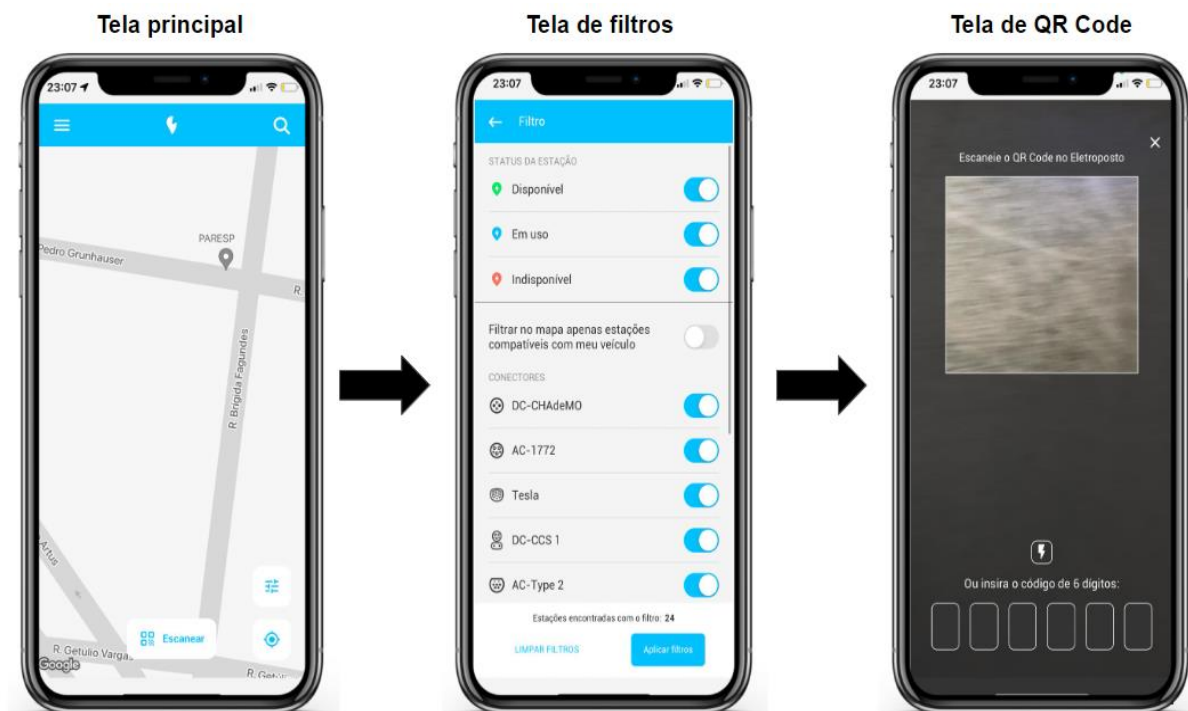 Tela principal
23:07
PARESP
Pedro Grunhauser
R.
R. Brigida Fagundes
Artus
Escanear
R. Getulio Vargas
Google
Tela de filtros
23:07
Filtro
STATUS DA ESTAÇÃO
Disponível
Em uso
Indisponível
Filtrar no mapa apenas estações
compatíveis com meu veículo
CONECTORES
DC-CHAdeMO
AC-1772
Tesla
DC-CCS 1
AC-Type 2
Estações encontradas com o filtro: 24
LIMPAR FILTROS
Aplicar filtros
Tela de QR Code
23:07
Escaneie o QR Code no Eletroposto
Ou insira o código de 6 dígitos: